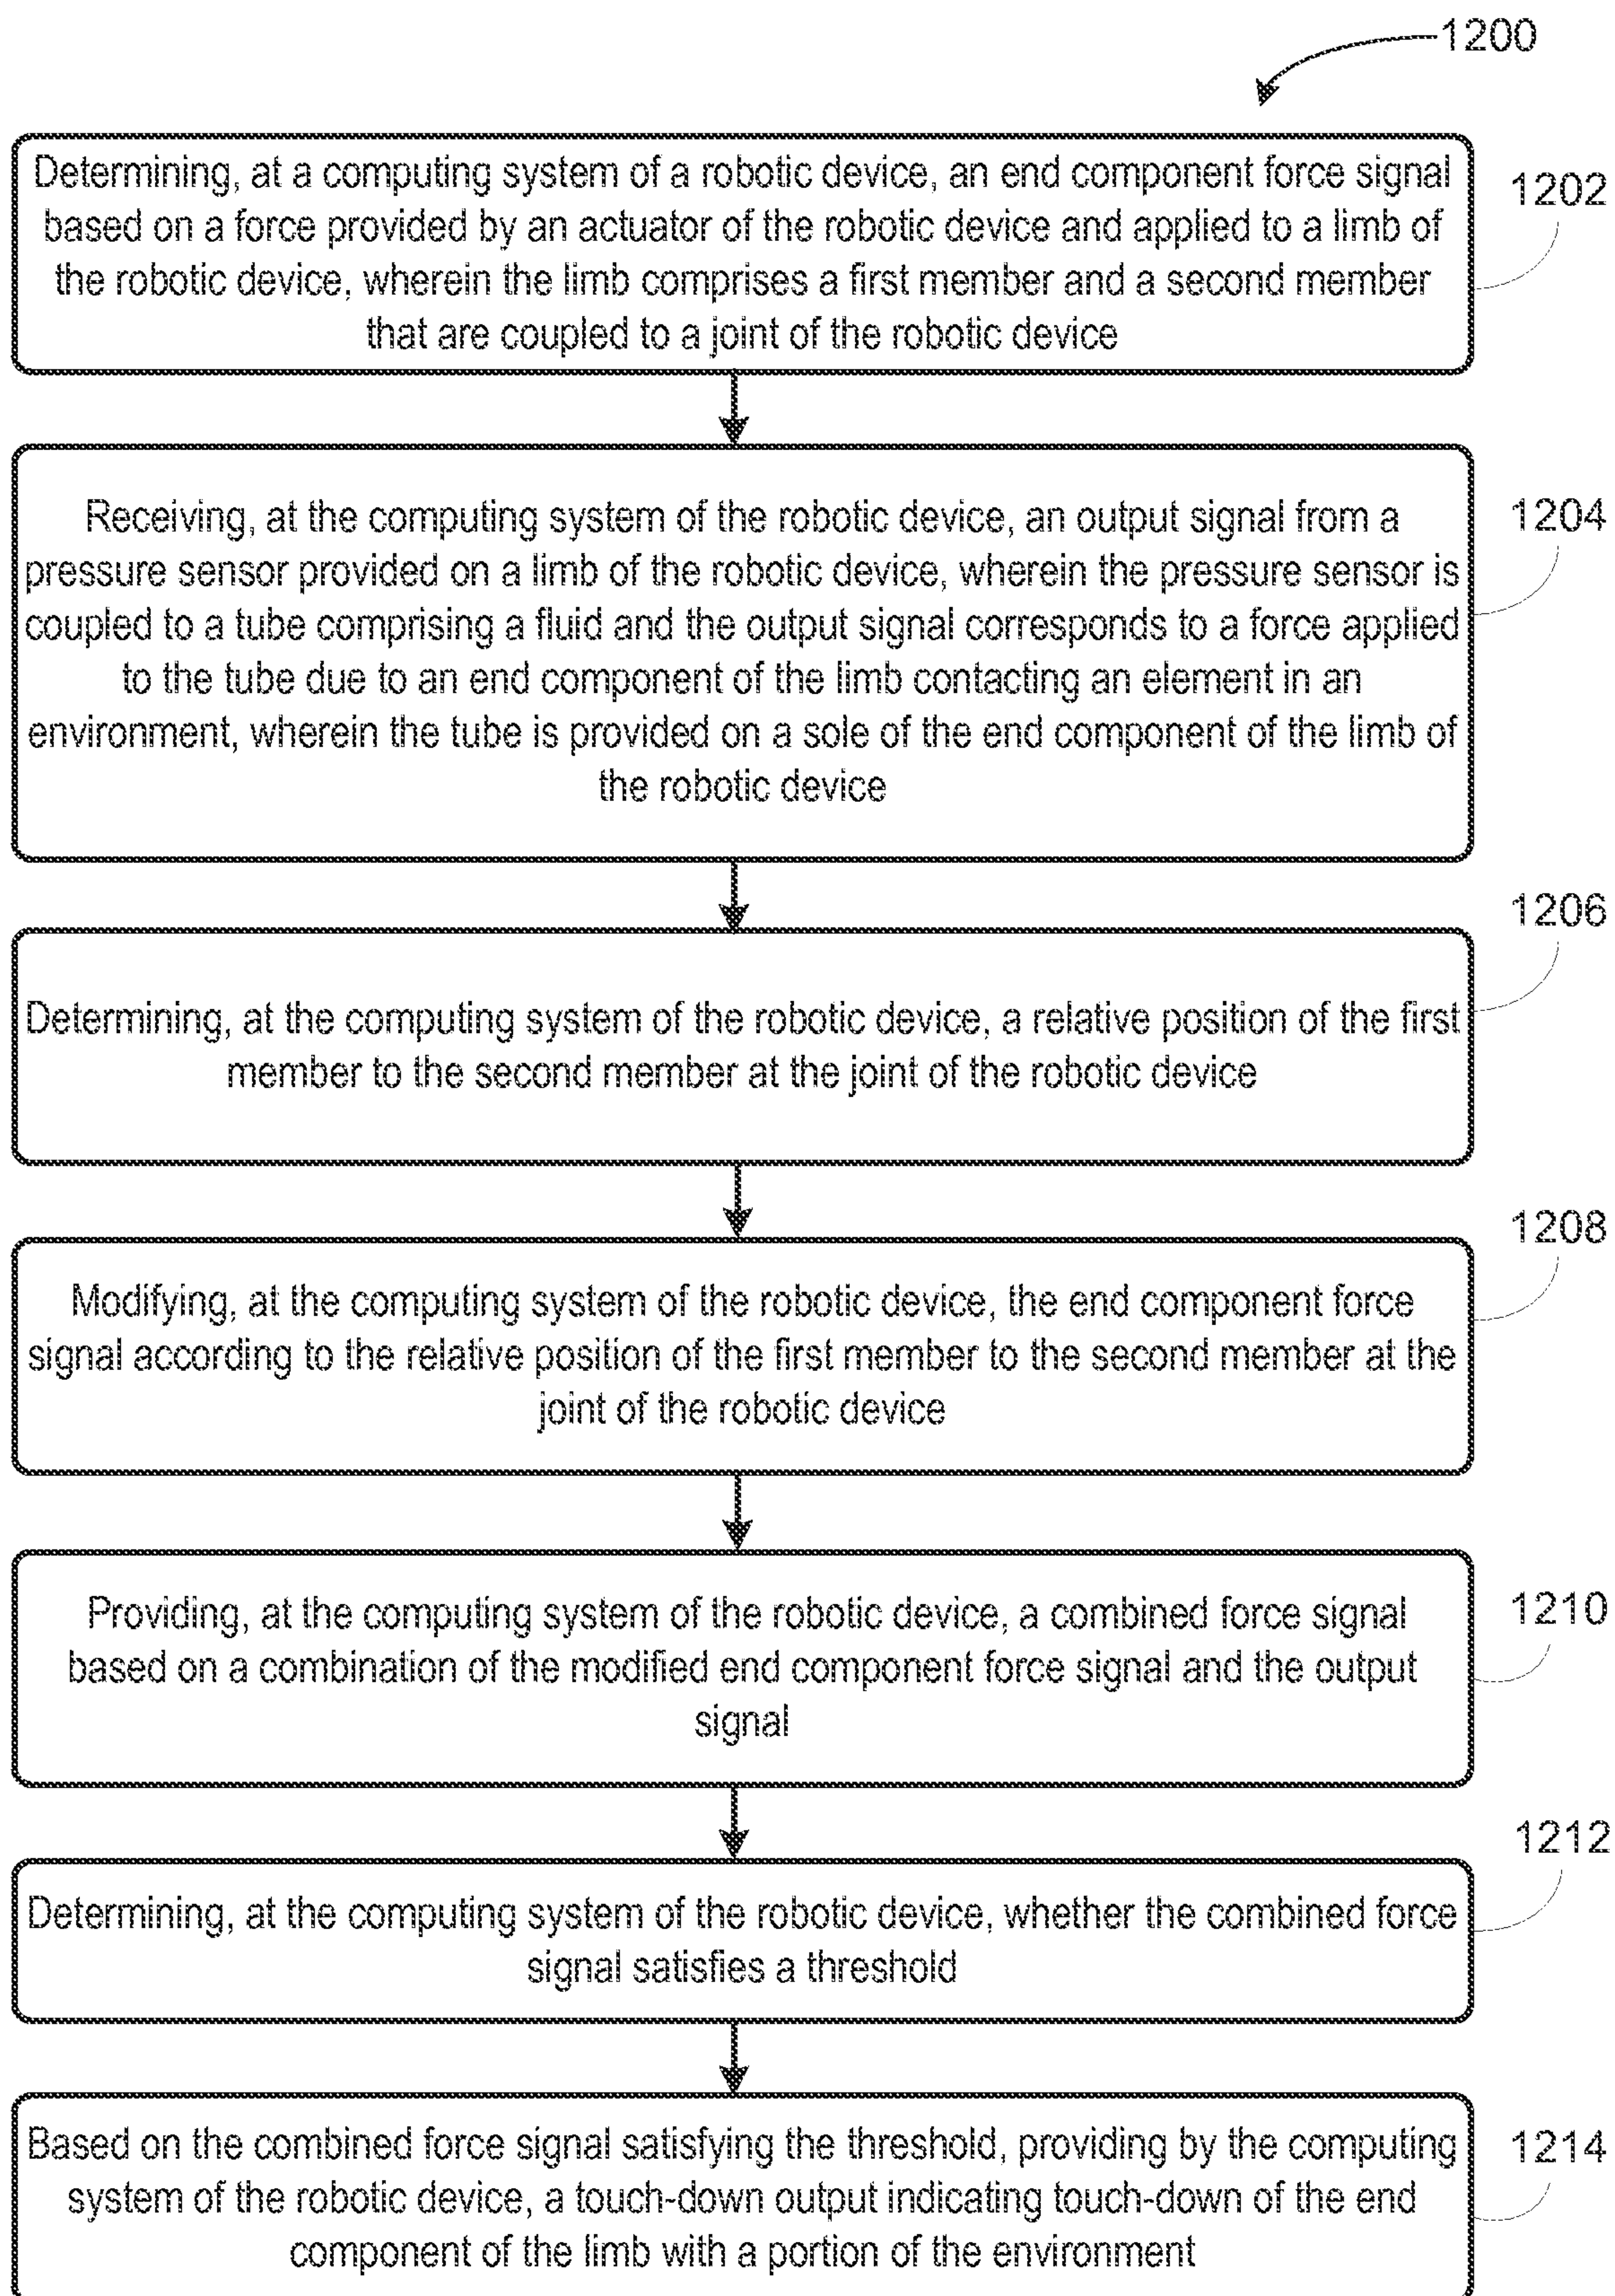 1200
Determining, at a computing system of a robotic device, an end component force signal
based on a force provided by an actuator of the robotic device and applied to a limb of
the robotic device, wherein the limb comprises a first member and a second member
that are coupled to a joint of the robotic device
1202
Receiving, at the computing system of the robotic device, an output signal from a
pressure sensor provided on a limb of the robotic device, wherein the pressure sensor is
coupled to a tube comprising a fluid and the output signal corresponds to a force applied
to the tube due to an end component of the limb contacting an element in an
environment, wherein the tube is provided on a sole of the end component of the limb of
the robotic device
1204
Determining, at the computing system of the robotic device, a relative position of the first
member to the second member at the joint of the robotic device
1206
Modifying, at the computing system of the robotic device, the end component force
signal according to the relative position of the first member to the second member at the
joint of the robotic device
1208
Providing, at the computing system of the robotic device, a combined force signal
based on a combination of the modified end component force signal and the output
signal
1210
Determining, at the computing system of the robotic device, whether the combined force
signal satisfies a threshold
1212
Based on the combined force signal satisfying the threshold, providing by the computing
system of the robotic device, a touch-down output indicating touch-down of the end
component of the limb with a portion of the environment
1214